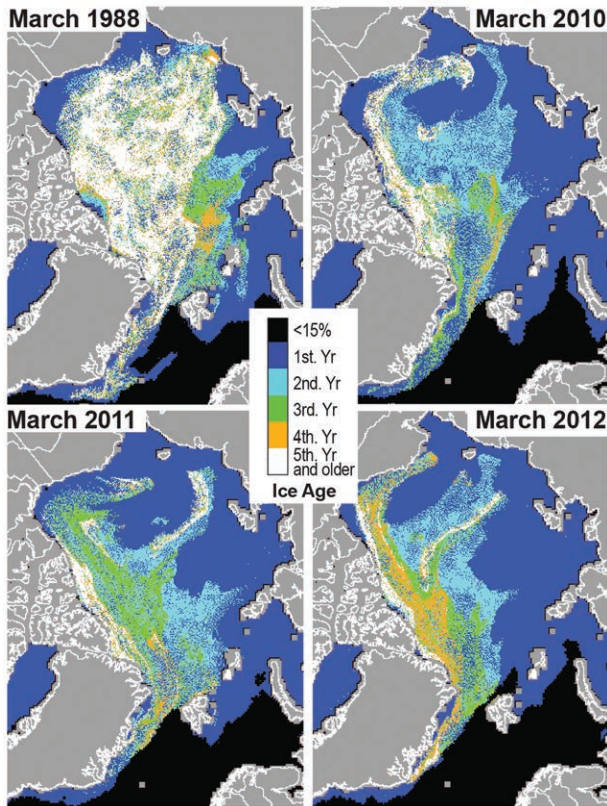 March 1988
March 2010
<15%
1st. Yr
2nd. Yr
3rd. Yr
4th. Yr
5th. Yr
and older
Ice Age
March 2011
March 2012